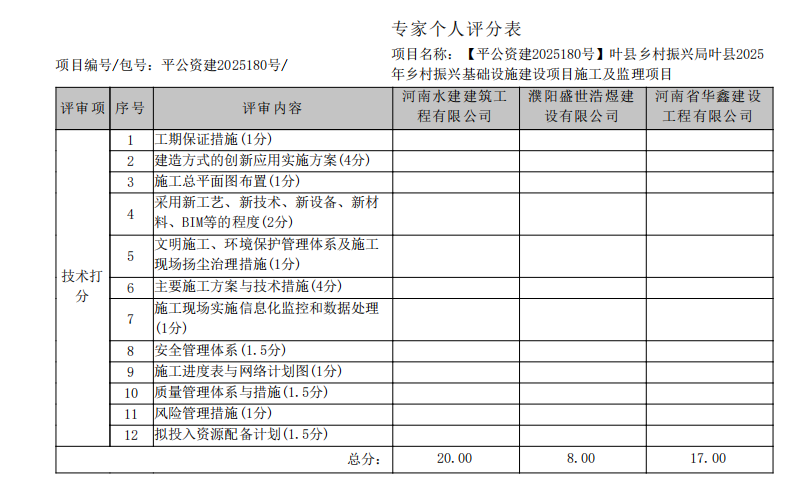 专家个人评分表
项目编号/包号：平公资建2025180号/
项目名称：【平公资建2025180号】叶县乡村振兴局叶县2025
年乡村振兴基础设施建设项目施工及监理项目
评审项 序号 评审内容 河南水建建筑工程有限公司 濮阳盛世浩煜建设有限公司 河南省华鑫建设工程有限公司
技术打分
1 工期保证措施(1分)
2 建造方式的创新应用实施方案(4分)
3 施工总平面图布置(1分)
4 采用新工艺、新技术、新设备、新材
料、BIM等的程度(2分)
5 文明施工、环境保护管理体系及施工
现场扬尘治理措施(1分)
6 主要施工方案与技术措施(4分)
7 施工现场实施信息化监控和数据处理
(1分)
8 安全管理体系(1.5分)
9 施工进度表与网络计划图(1分)
10 质量管理体系与措施(1.5分)
11 风险管理措施(1分)
12 拟投入资源配备计划(1.5分)
总分： 20.00 8.00 17.00